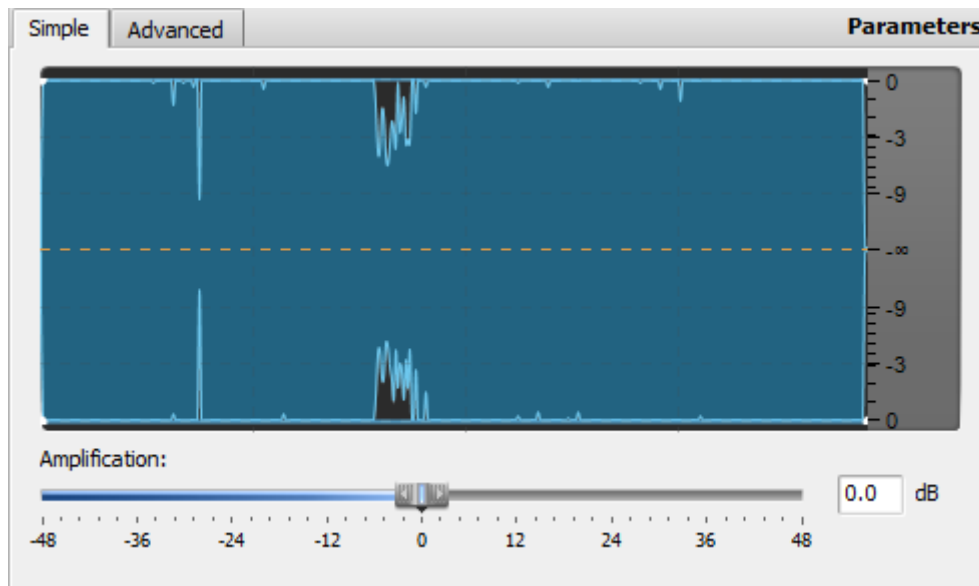 Simple Advanced Parameters
0
-3
-9
-∞
-9
-3
0
Amplification:
0.0 dB
-48 -36 -24 -12 0 12 24 36 48